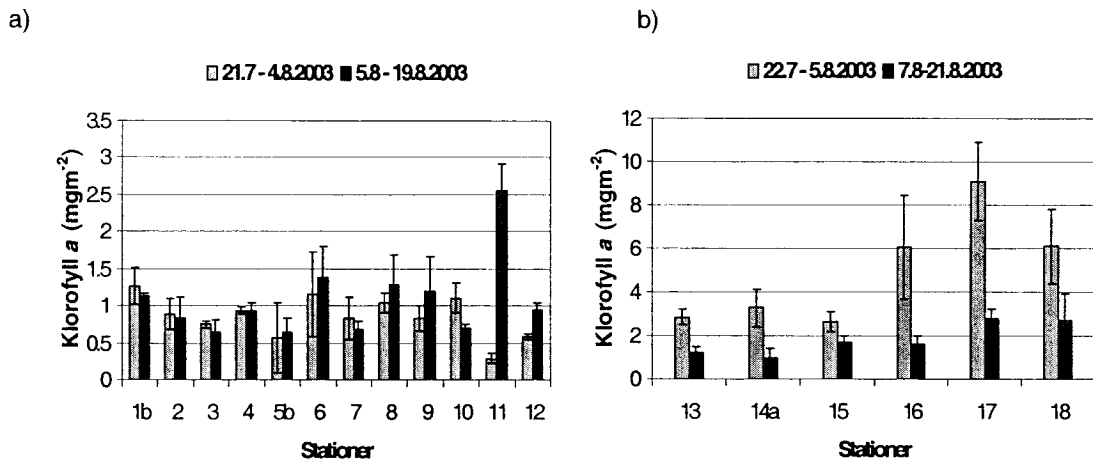 a)
21.7 - 4.8.2003 5.8 - 19.8.2003
Klorofyll a (mgm-2)
3.5
3
2.5
2
1.5
1
0.5
0
1b 2 3 4 5b 6 7 8 9 10 11 12
Stationer
b)
22.7 - 5.8.2003 7.8-21.8.2003
Klorofyll a (mgm-2)
12
10
8
6
4
2
0
13 14a 15 16 17 18
Stationer